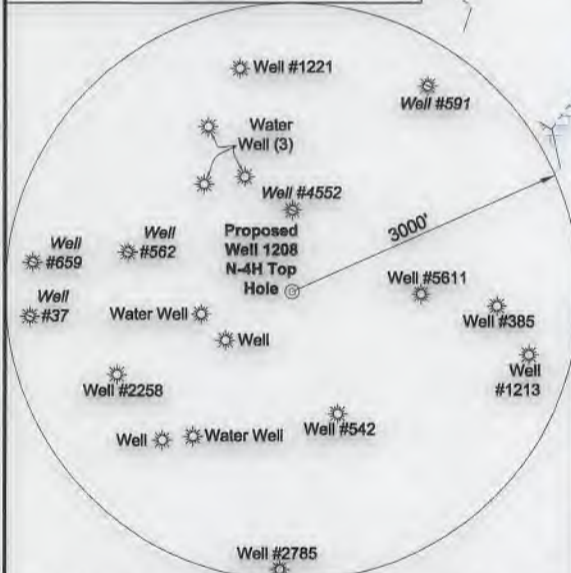 Well #1221
Well #591
Water
Well (3)
Well #4552
Proposed
Well 1208
N-4H Top
Hole
3000'
Well
#562
Well
#659
Well
#37
Well #5611
Well #385
Well
#1213
Water Well
Well
Well #2258
Well #542
Well
Water Well
Well #2785